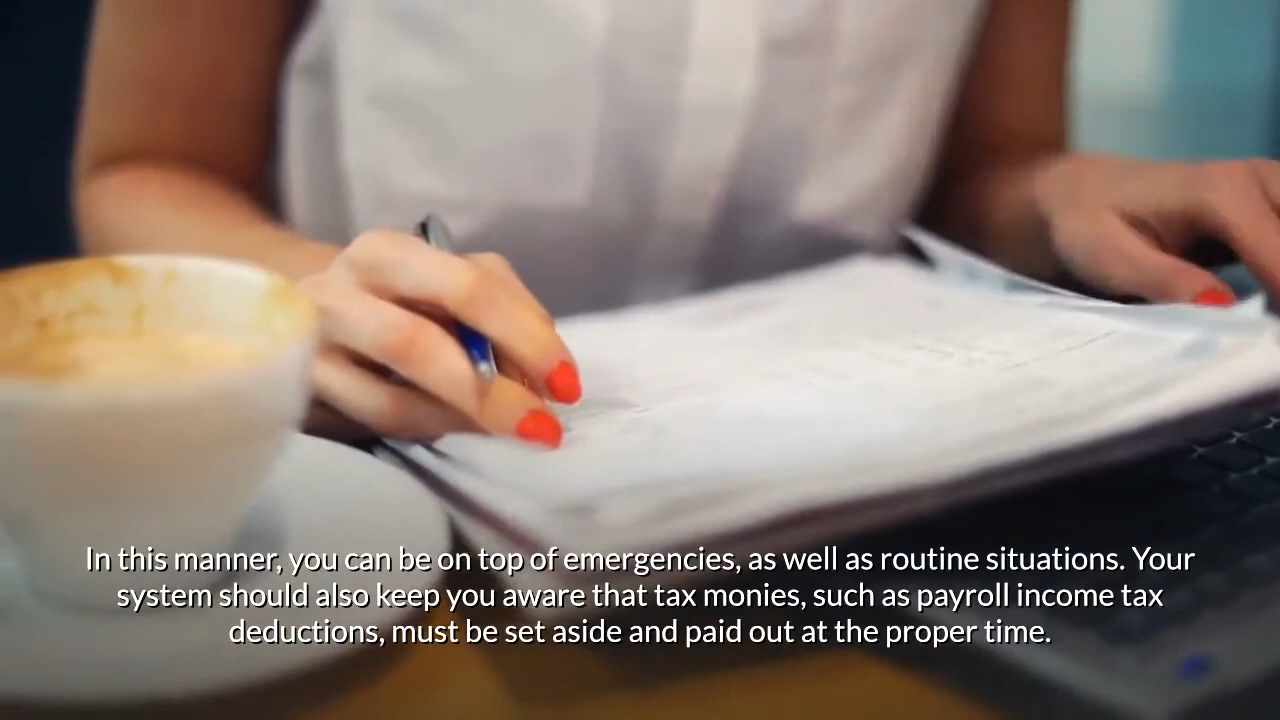 In this manner, you can be on top of emergencies, as well as routine situations. Your
system should also keep you aware that tax monies, such as payroll income tax
deductions, must be set aside and paid out at the proper time.